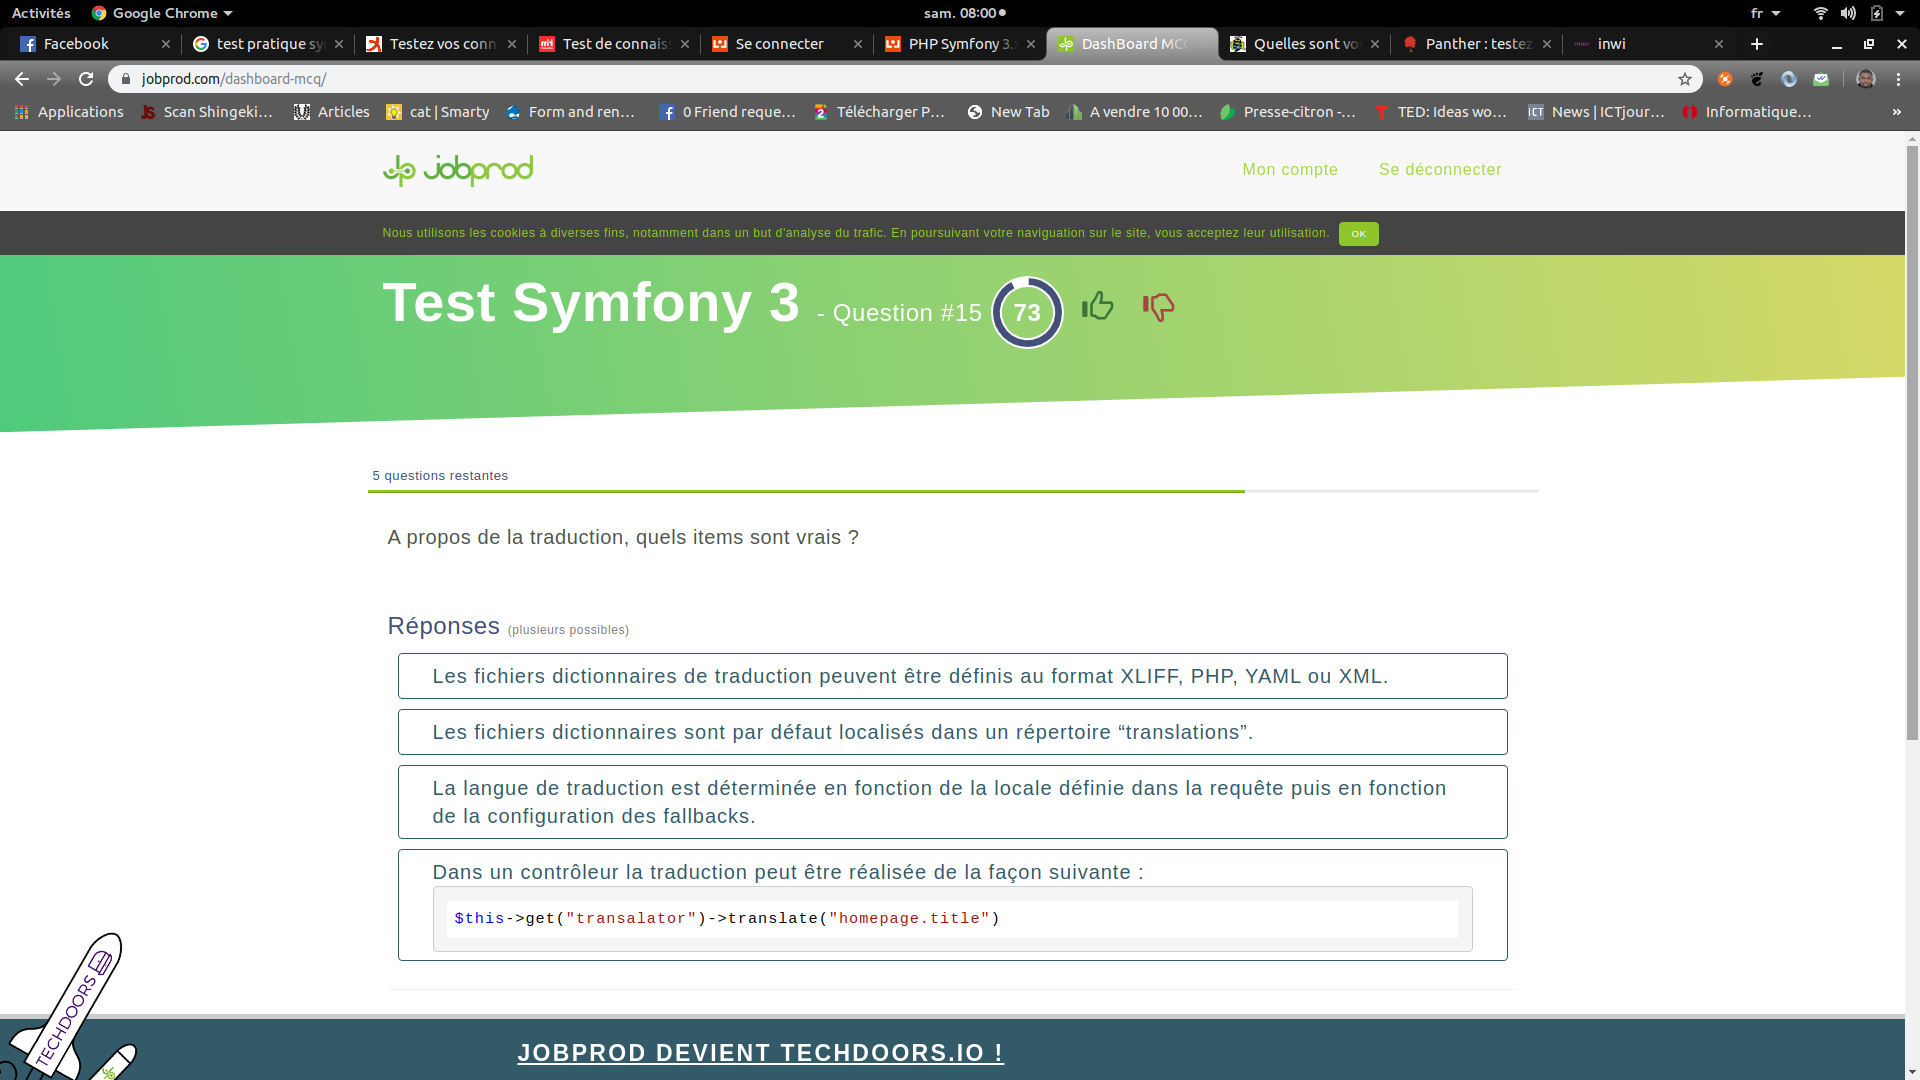 Activités
Google Chrome
sam. 08:00
fr
Facebook
test pratique sy
Testez vos conn
Test de connais
Se connecter
PHP Symfony 3.
DashBoard MC
Quelles sont vo
Panther : testez
inwi
jobprod.com/dashboard-mcq/
Applications
Scan Shingeki…
Articles
cat | Smarty
Form and ren…
0 Friend reque…
Télécharger P…
New Tab
A vendre 10 00…
Presse-citron -…
TED: Ideas wo…
News | ICTjour…
Informatique…
»
jobprod
Mon compte
Se déconnecter
Nous utilisons les cookies à diverses fins, notamment dans un but d'analyse du trafic. En poursuivant votre naviguation sur le site, vous acceptez leur utilisation.
OK
Test Symfony 3 - Question #15
73
5 questions restantes
A propos de la traduction, quels items sont vrais ?
Réponses (plusieurs possibles)
Les fichiers dictionnaires de traduction peuvent être définis au format XLIFF, PHP, YAML ou XML.
Les fichiers dictionnaires sont par défaut localisés dans un répertoire “translations”.
La langue de traduction est déterminée en fonction de la locale définie dans la requête puis en fonction
de la configuration des fallbacks.
Dans un contrôleur la traduction peut être réalisée de la façon suivante :
$this->get("transalator")->translate("homepage.title")
TECHDOORS
JOBPROD DEVIENT TECHDOORS.IO !